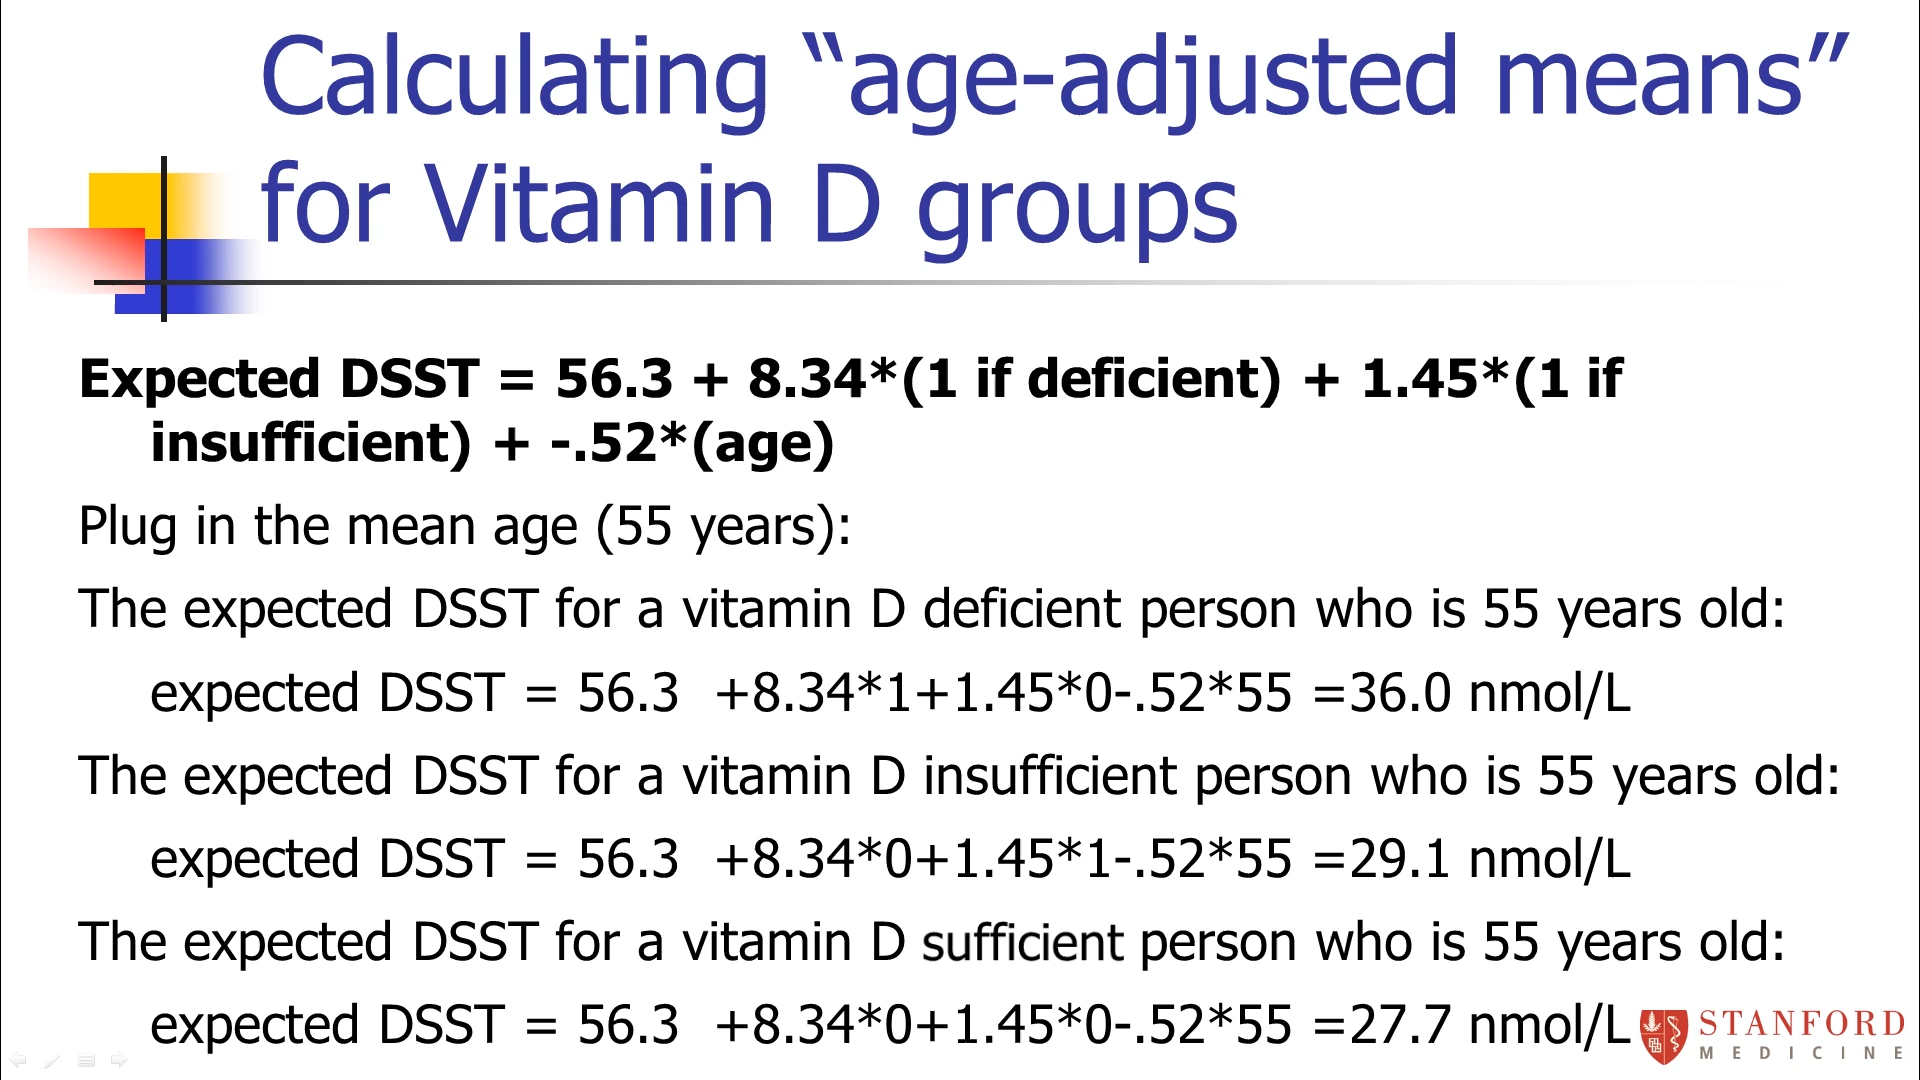 Calculating “age-adjusted means”
for Vitamin D groups
Expected DSST = 56.3 + 8.34*(1 if deficient) + 1.45*(1 if
insufficient) + -.52*(age)
Plug in the mean age (55 years):
The expected DSST for a vitamin D deficient person who is 55 years old:
expected DSST = 56.3 +8.34*1+1.45*0-.52*55 =36.0 nmol/L
The expected DSST for a vitamin D insufficient person who is 55 years old:
expected DSST = 56.3 +8.34*0+1.45*1-.52*55 =29.1 nmol/L
The expected DSST for a vitamin D sufficient person who is 55 years old:
expected DSST = 56.3 +8.34*0+1.45*0-.52*55 =27.7 nmol/L
STANFORD
MEDICINE